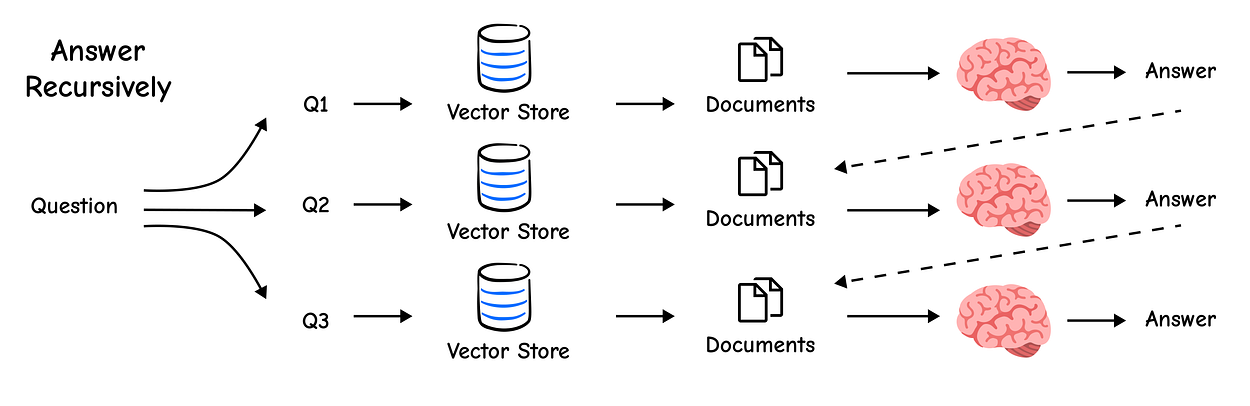 Answer
Recursively
Question
Q1
Vector Store
Documents
Answer
Q2
Vector Store
Documents
Answer
Q3
Vector Store
Documents
Answer